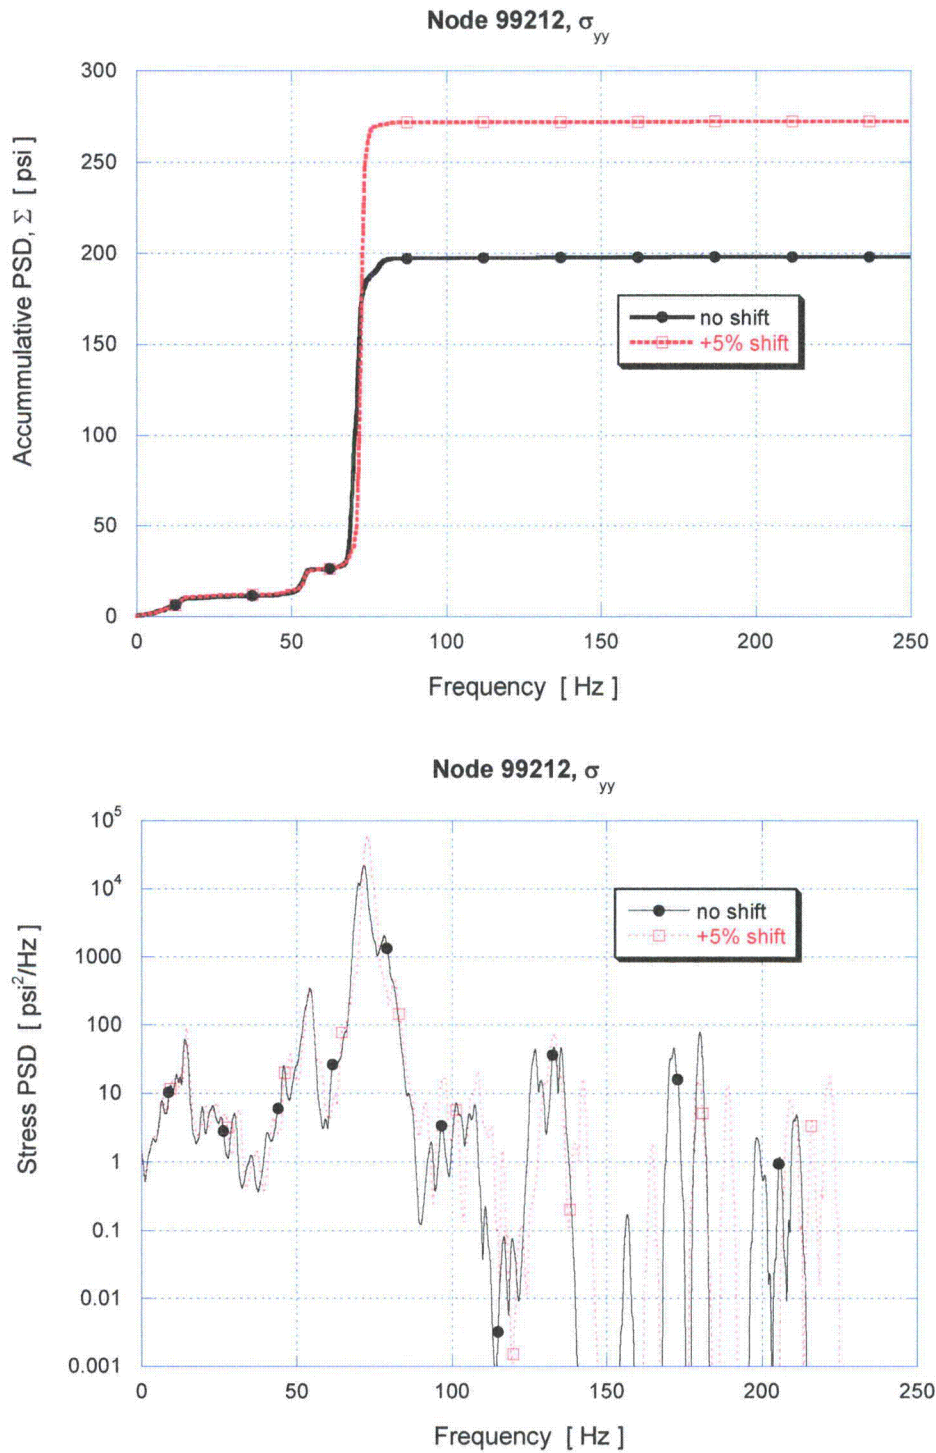 Node 99212, σyy
300
250
200
150
100
50
0
Accummulative PSD, Σ [ psi ]
no shift
+5% shift
0 50 100 150 200 250
Frequency [ Hz ]
Node 99212, σyy
10^5
10^4
1000
100
10
1
0.1
0.01
0.001
Stress PSD [ psi^2/Hz ]
no shift
+5% shift
0 50 100 150 200 250
Frequency [ Hz ]